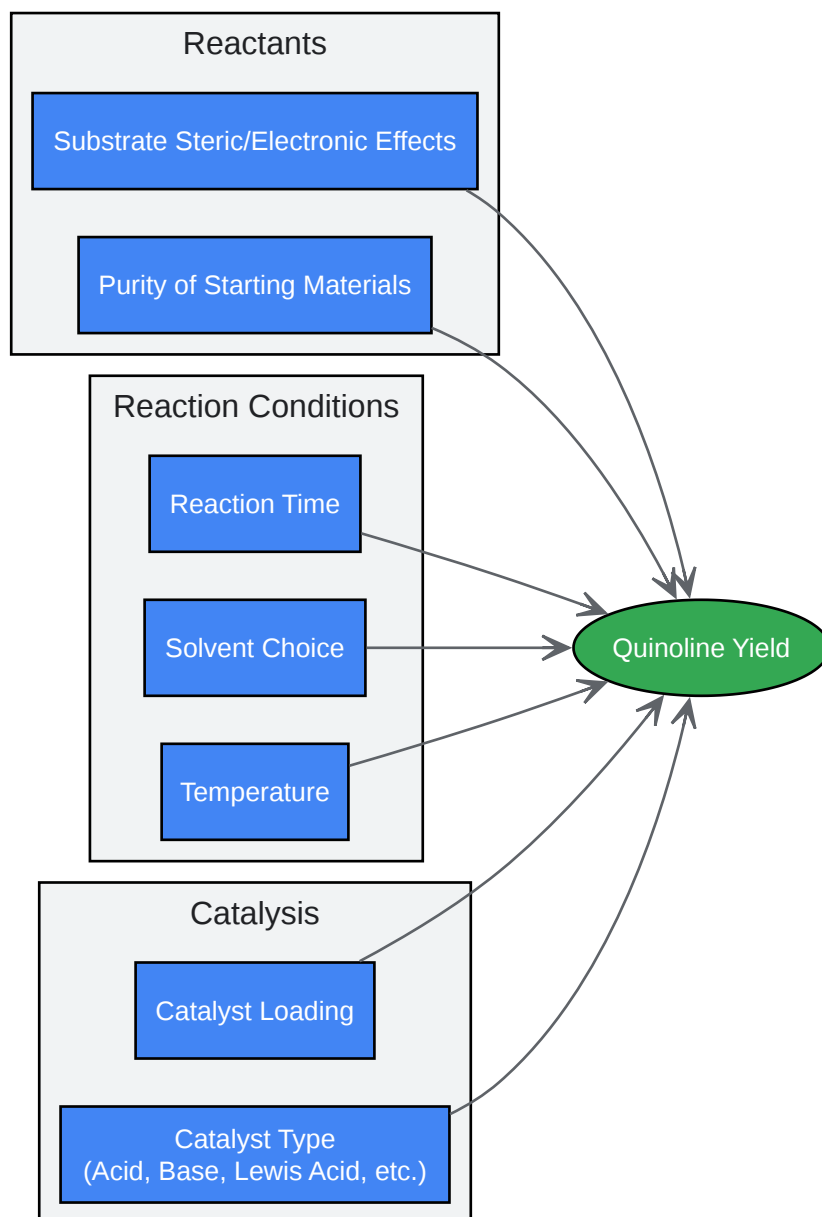 Reactants
Substrate Steric/Electronic Effects
Purity of Starting Materials
Reaction Conditions
Reaction Time
Solvent Choice
Temperature
Quinoline Yield
Catalysis
Catalyst Loading
Catalyst Type
(Acid, Base, Lewis Acid, etc.)